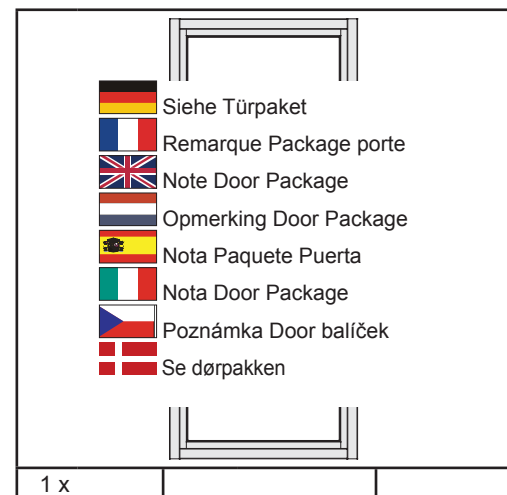 Siehe Türpaket
Remarque Package porte
Note Door Package
Opmerking Door Package
Nota Paquete Puerta
Nota Door Package
Poznámka Door balíček
Se dørpakken
1 x